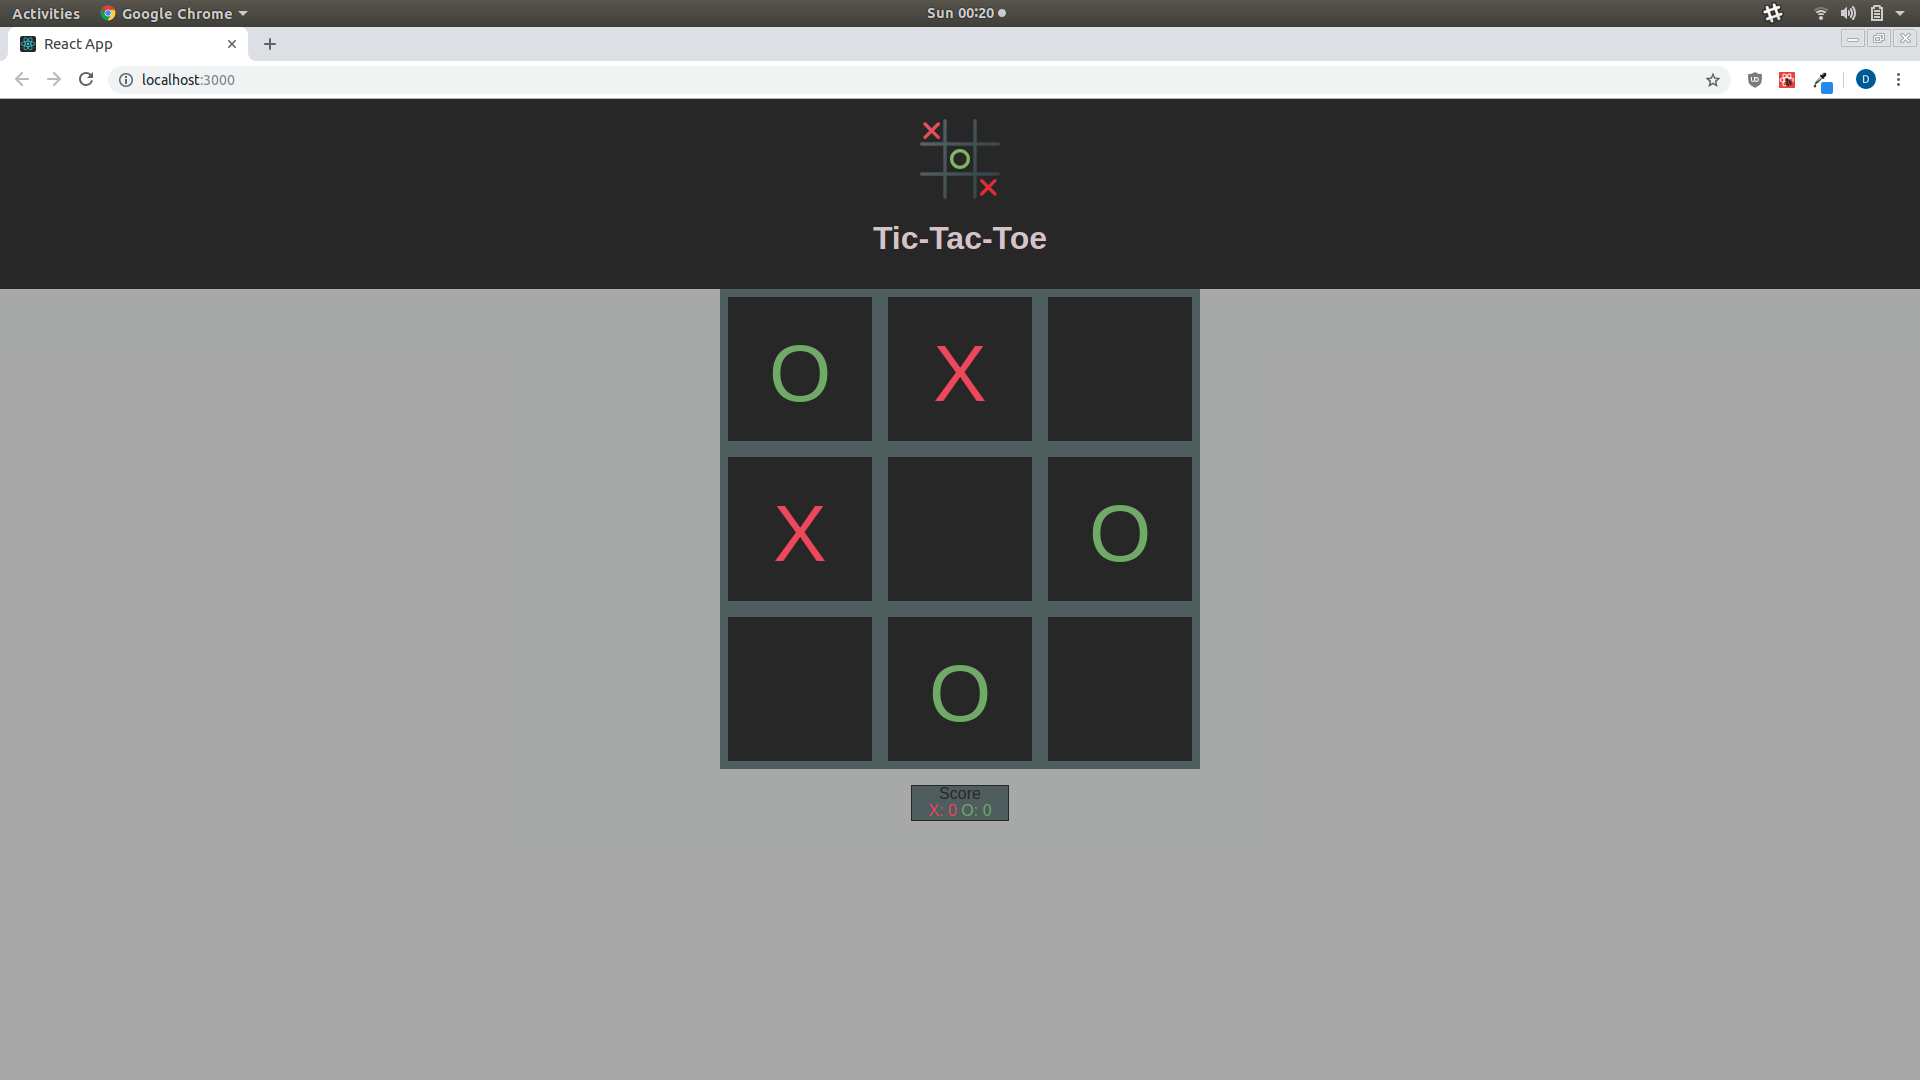 Activities Google Chrome Sun 00:20
React App
localhost:3000 D
Tic-Tac-Toe
O X
X O
O
Score
X: 0 O: 0